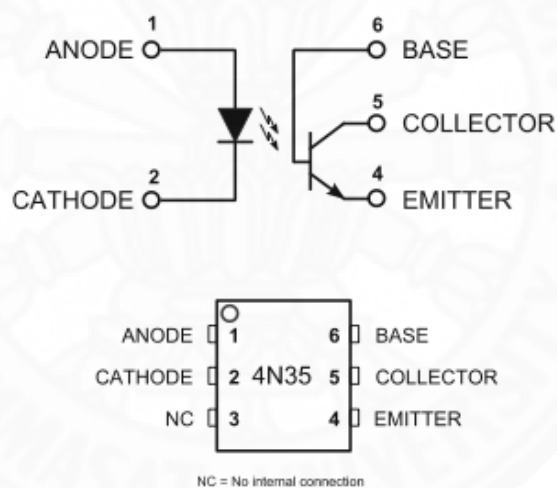 1
ANODE
6
BASE
5
COLLECTOR
2
CATHODE
4
EMITTER
ANODE 1 6 BASE
CATHODE 2 4N35 5 COLLECTOR
NC 3 4 EMITTER
NC = No internal connection